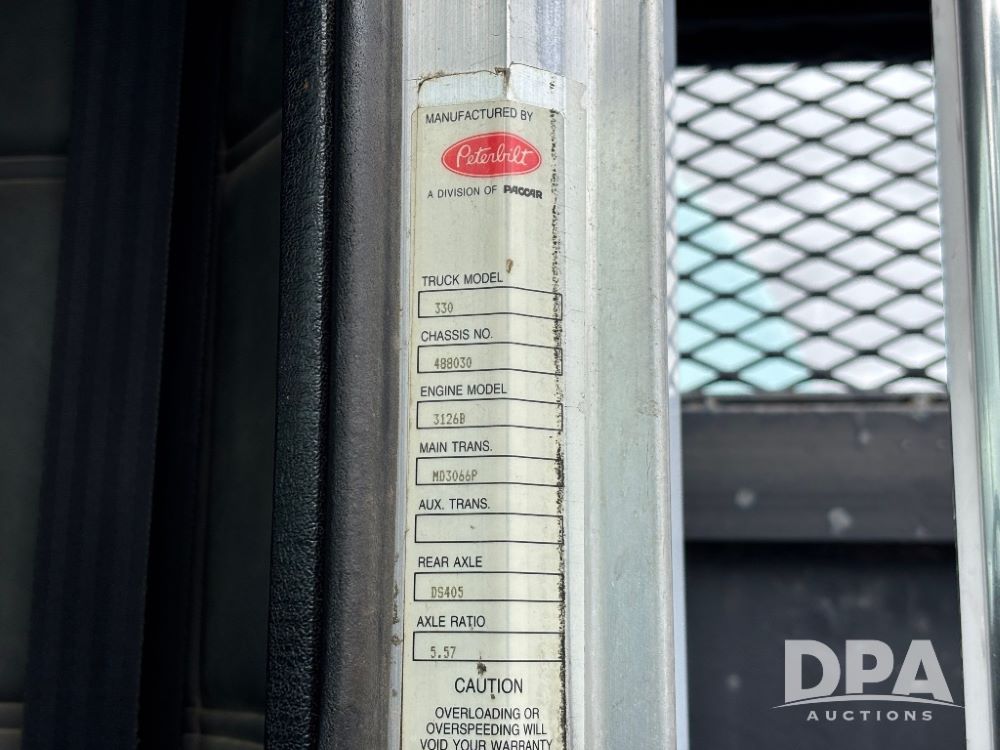 MANUFACTURED BY
Peterbilt
A DIVISION OF PACCAR
TRUCK MODEL
330
CHASSIS NO.
488030
ENGINE MODEL
3126B
MAIN TRANS.
MD3066P
AUX. TRANS.
REAR AXLE
DS405
AXLE RATIO
5.57
CAUTION
OVERLOADING OR
OVERSPEEDING WILL
VOID YOUR WARRANTY
DPA
AUCTIONS